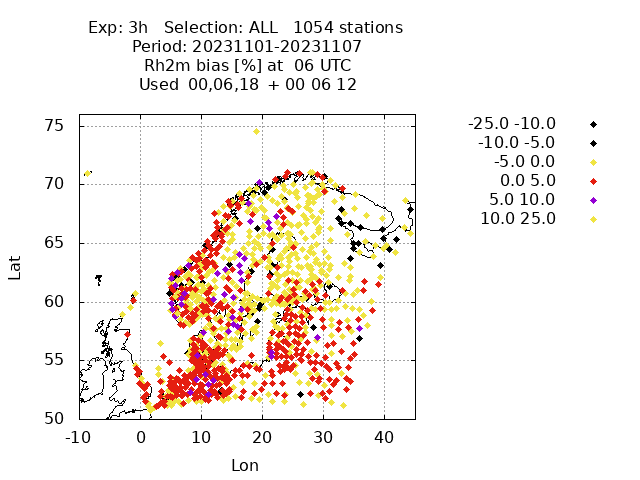 Exp: 3h   Selection: ALL   1054 stations
Period: 20231101-20231107
Rh2m bias [%] at  06 UTC
Used  00,06,18  + 00 06 12
-25.0 -10.0
-10.0 -5.0
-5.0 0.0
0.0 5.0
5.0 10.0
10.0 25.0
75
70
65
60
55
50
Lat
-10 0 10 20 30 40
Lon